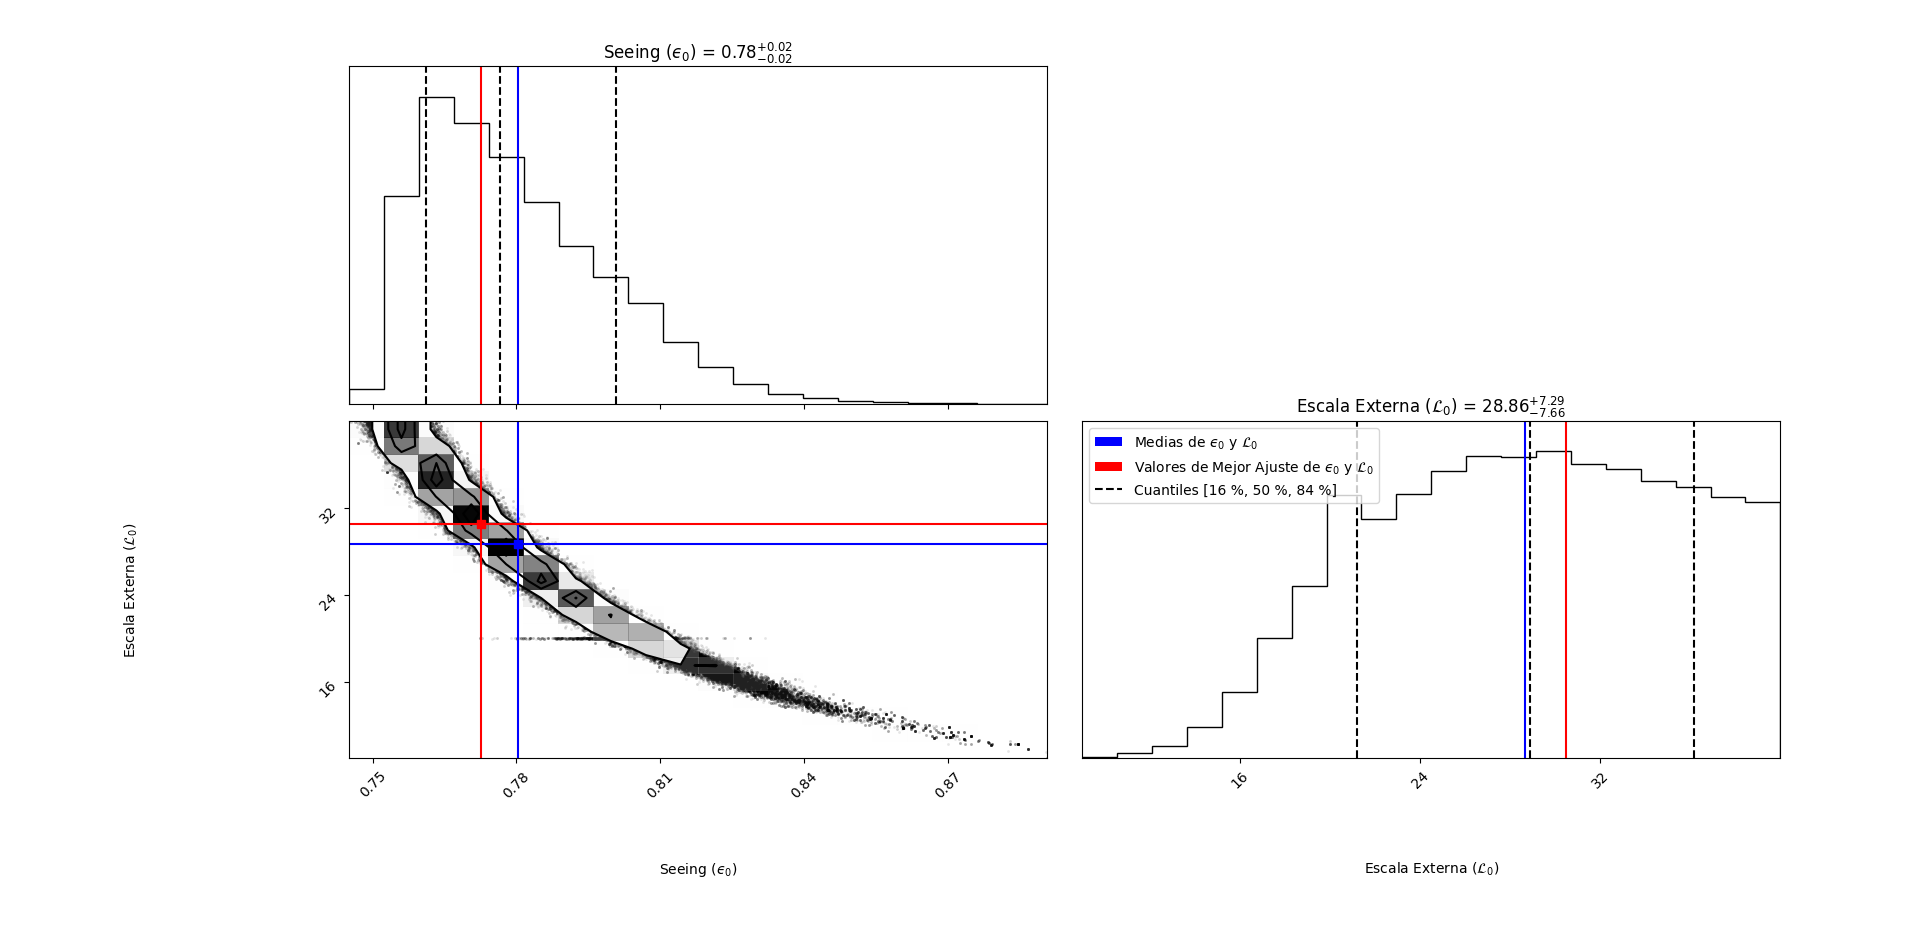 Seeing (ϵ₀) = 0.78⁺⁰·⁰²₋₀.₀₂
Escala Externa (ℒ₀) = 28.86⁺⁷·²⁹₋₇.₆₆
Medias de ϵ₀ y ℒ₀
Valores de Mejor Ajuste de ϵ₀ y ℒ₀
Cuantiles [16 %, 50 %, 84 %]
Escala Externa (ℒ₀)
32
24
16
0.75 0.78 0.81 0.84 0.87
16 24 32
Seeing (ϵ₀)
Escala Externa (ℒ₀)